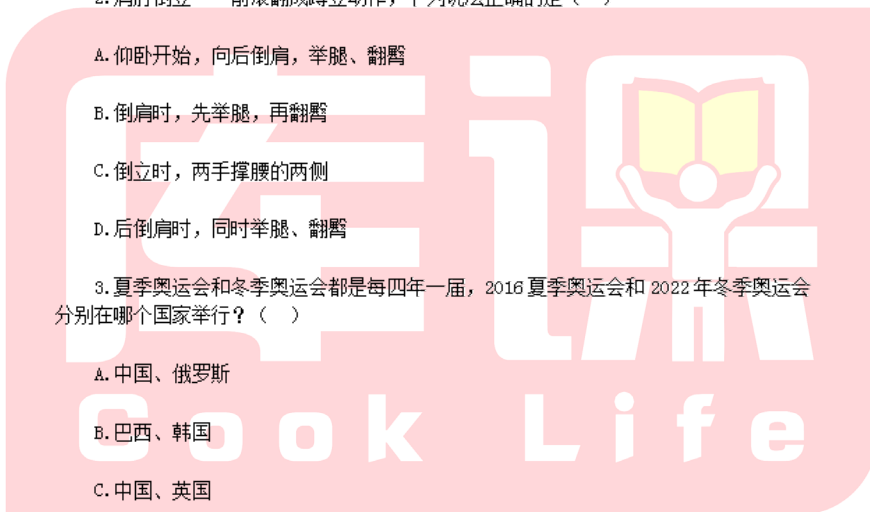 A.仰卧开始，向后倒肩，举腿、翻臀
B.倒肩时，先举腿，再翻臀
C.倒立时，两手撑腰的两侧
D.后倒肩时，同时举腿、翻臀
3.夏季奥运会和冬季奥运会都是每四年一届，2016夏季奥运会和2022年冬季奥运会
分别在哪个国家举行？（ ）
A.中国、俄罗斯
B.巴西、韩国
C.中国、英国
库课
Cook Life